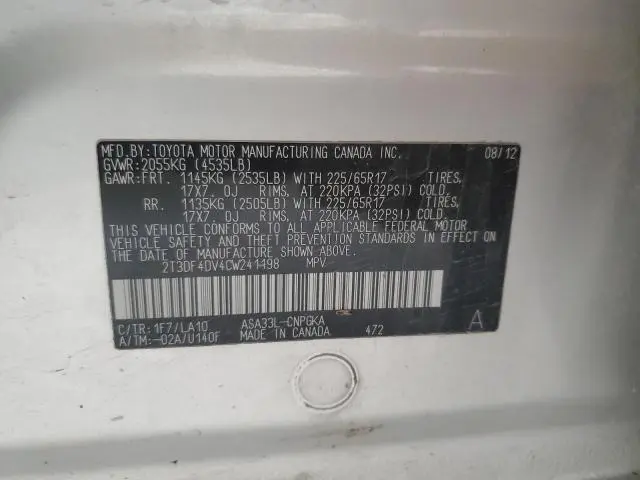 MFD.BY:TOYOTA MOTOR MANUFACTURING CANADA INC. 08/12
GVWR:2055KG (4535LB)
GAWR:FRT. 1145KG (2535LB) WITH 225/65R17 TIRES,
17X7. 0J RIMS, AT 220KPA (32PSI) COLD.
RR. 1135KG (2505LB) WITH 225/65R17 TIRES,
17X7. 0J RIMS, AT 220KPA (32PSI) COLD.
THIS VEHICLE CONFORMS TO ALL APPLICABLE FEDERAL MOTOR
VEHICLE SAFETY AND THEFT PREVENTION STANDARDS IN EFFECT ON
THE DATE OF MANUFACTURE SHOWN ABOVE.
2T3DF4DV4CW241498 MPV
C/TR:1F7/LA10 ASA33L-CNPGKA A
A/TM:-02A/U140F MADE IN CANADA 472